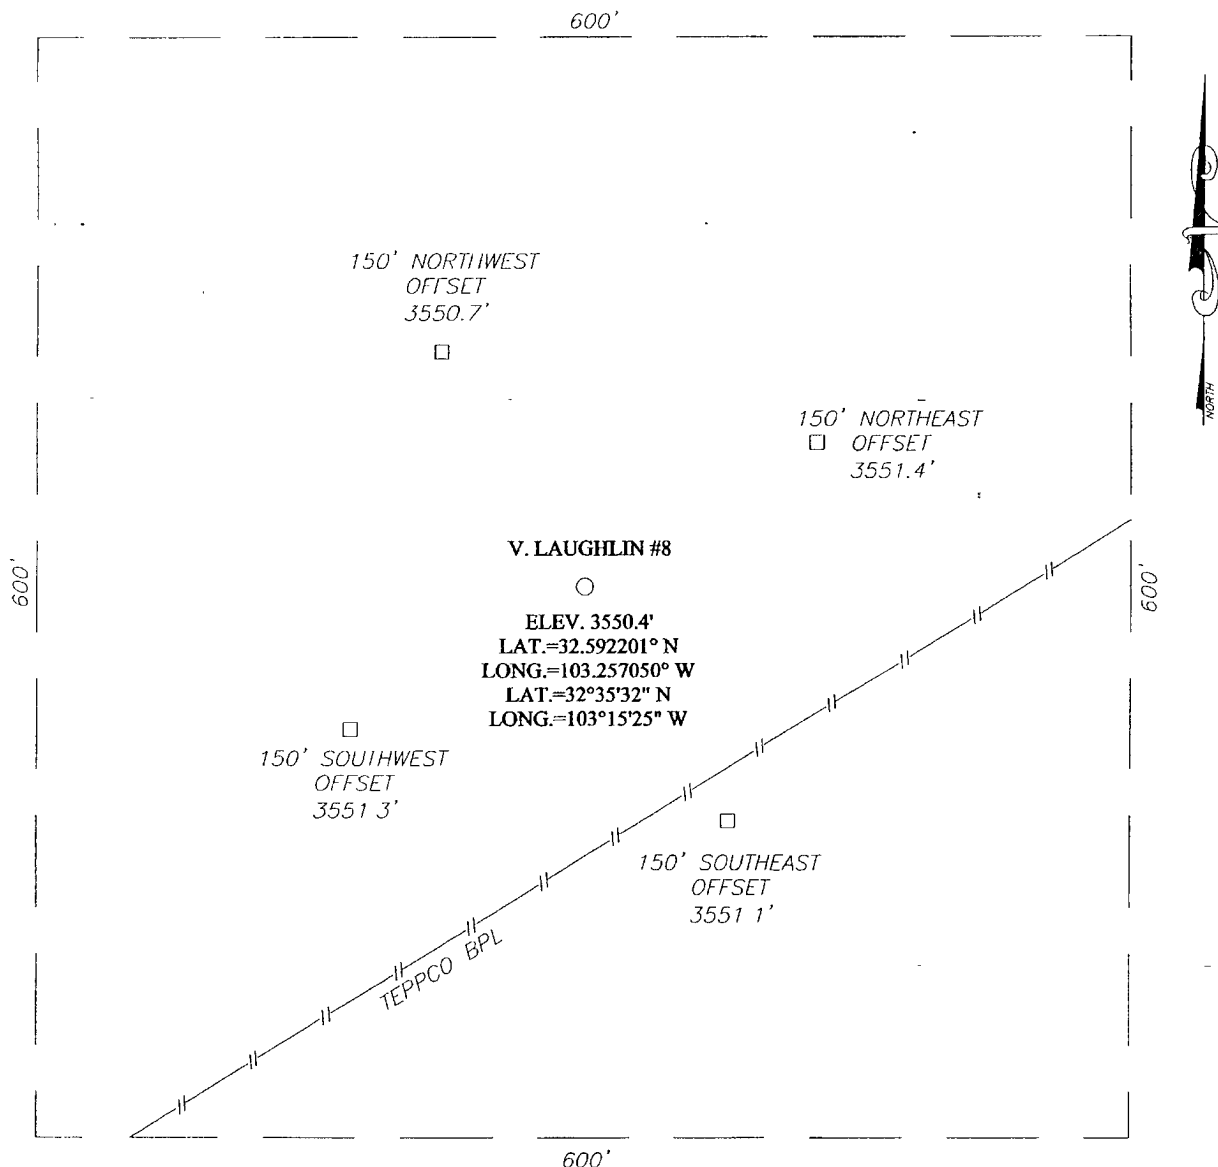 600'
150' NORTHWEST
OFFSET
3550.7'
NORTH
150' NORTHEAST
OFFSET
3551.4'
V. LAUGHLIN #8
600'
600'
ELEV. 3550.4'
LAT.=32.592201° N
LONG.=103.257050° W
LAT.=32°35'32" N
LONG.=103°15'25" W
150' SOUTHWEST
OFFSET
3551 3'
150' SOUTHEAST
OFFSET
3551 1'
TEPPCO BPL
600'